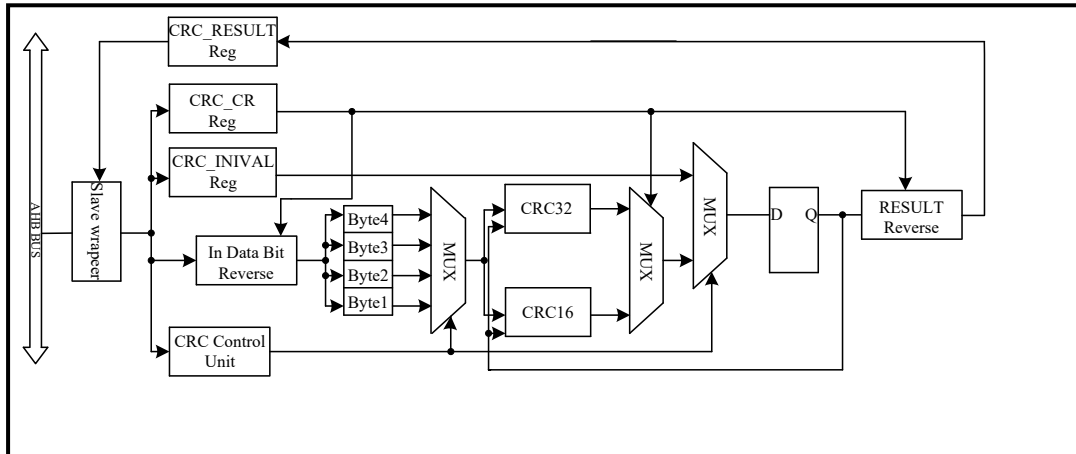 CRC_RESULT
Reg
CRC_CR
Reg
CRC_INIVAL
Reg
AHB BUS
Slave wrapeer
In Data Bit
Reverse
Byte4
Byte3
Byte2
Byte1
MUX
CRC32
CRC16
MUX
MUX
D
Q
RESULT
Reverse
CRC Control
Unit